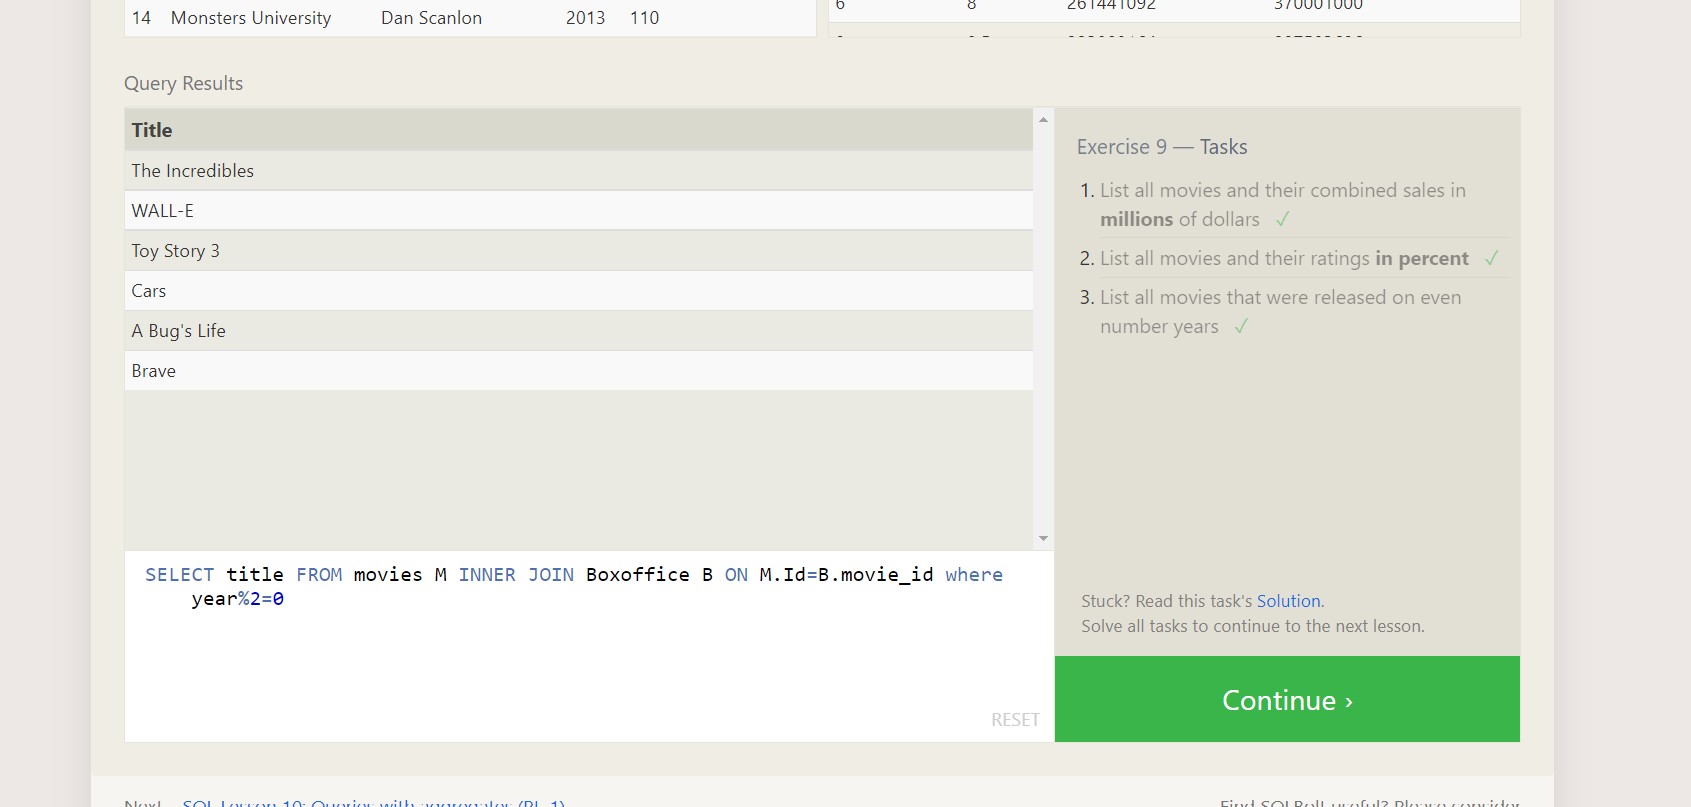 14 Monsters University Dan Scanlon 2013 110
6 8 261441092 370001000
Query Results
Title
The Incredibles
WALL-E
Toy Story 3
Cars
A Bug's Life
Brave
SELECT title FROM movies M INNER JOIN Boxoffice B ON M.Id=B.movie_id where
year%2=0
RESET
Exercise 9 — Tasks
1. List all movies and their combined sales in
millions of dollars ✓
2. List all movies and their ratings in percent ✓
3. List all movies that were released on even
number years ✓
Stuck? Read this task's Solution.
Solve all tasks to continue to the next lesson.
Continue ›
Next – SQL Lesson 10: Queries with aggregates (Pt. 1)
Find SQLBolt useful? Please consider